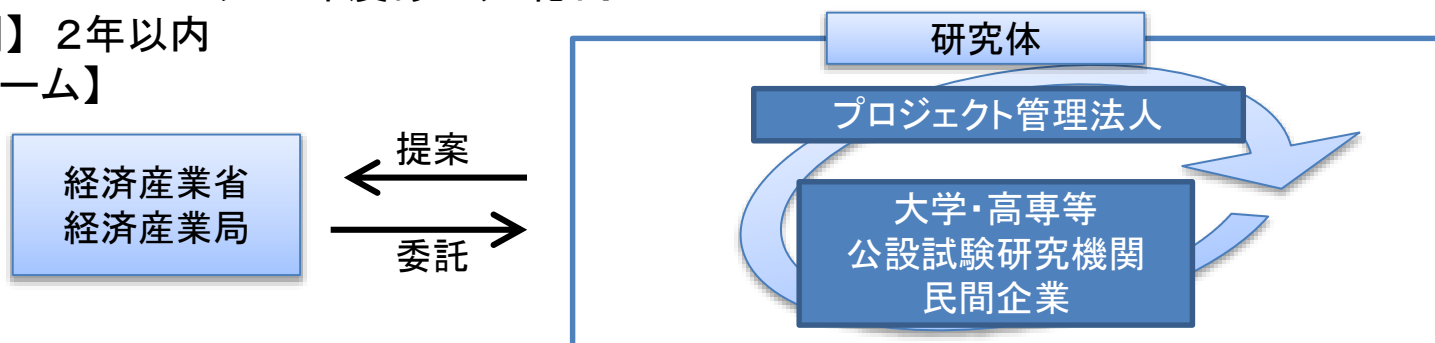 】 2年以内
ーム】
研究体
プロジェクト管理法人
提案
経済産業省
経済産業局
委託
大学・高専等
公設試験研究機関
民間企業